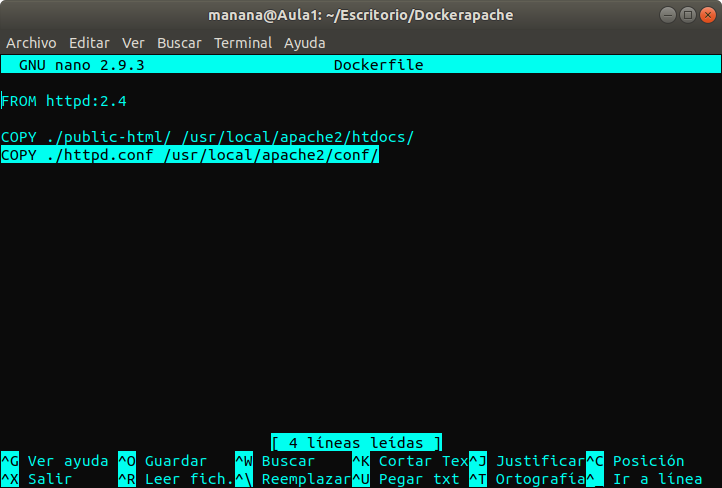 manana@Aula1: ~/Escritorio/Dockerapache
Archivo Editar Ver Buscar Terminal Ayuda
GNU nano 2.9.3 Dockerfile
FROM httpd:2.4
COPY ./public-html/ /usr/local/apache2/htdocs/
COPY ./httpd.conf /usr/local/apache2/conf/
[ 4 líneas leídas ]
^G Ver ayuda ^O Guardar ^W Buscar ^K Cortar Tex^J Justificar^C Posición
^X Salir ^R Leer fich.^\ Reemplazar^U Pegar txt ^T Ortografía^_ Ir a línea